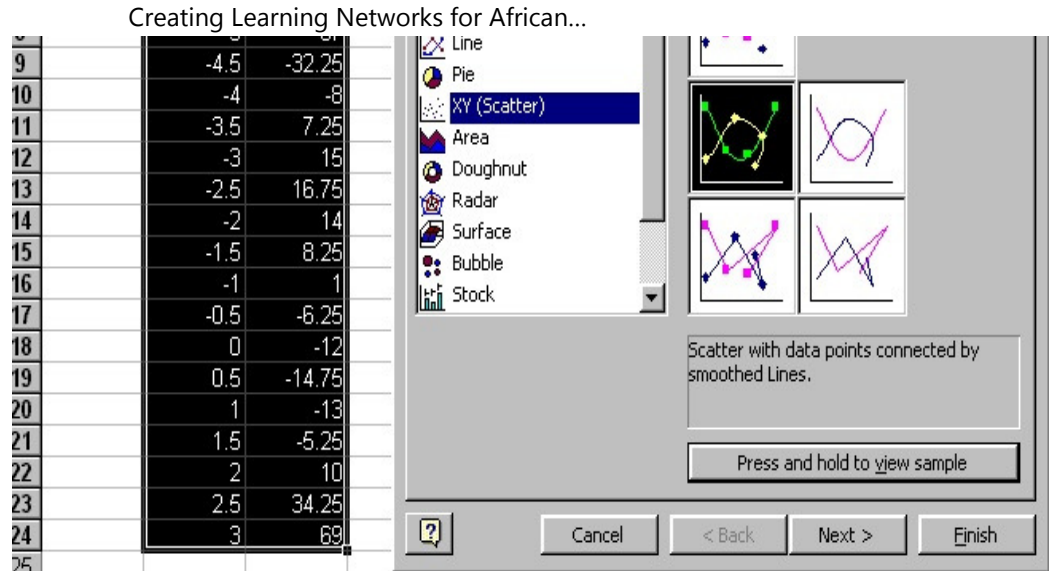 Creating Learning Networks for African...
9 -4.5 -32.25
10 -4 -8
11 -3.5 7.25
12 -3 15
13 -2.5 16.75
14 -2 14
15 -1.5 8.25
16 -1 1
17 -0.5 -6.25
18 0 -12
19 0.5 -14.75
20 1 -13
21 1.5 -5.25
22 2 10
23 2.5 34.25
24 3 69
25
Line
Pie
XY (Scatter)
Area
Doughnut
Radar
Surface
Bubble
Stock
Scatter with data points connected by
smoothed Lines.
Press and hold to view sample
? Cancel < Back Next > Finish